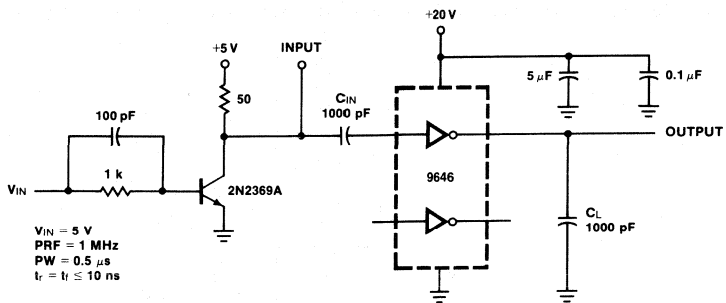 +20 V
+5 V
INPUT
50
CIN
1000 pF
5 μF
0.1 μF
100 pF
1 k
OUTPUT
VIN
2N2369A
9646
CL
1000 pF
VIN = 5 V
PRF = 1 MHz
PW = 0.5 μs
tr = tf ≤ 10 ns